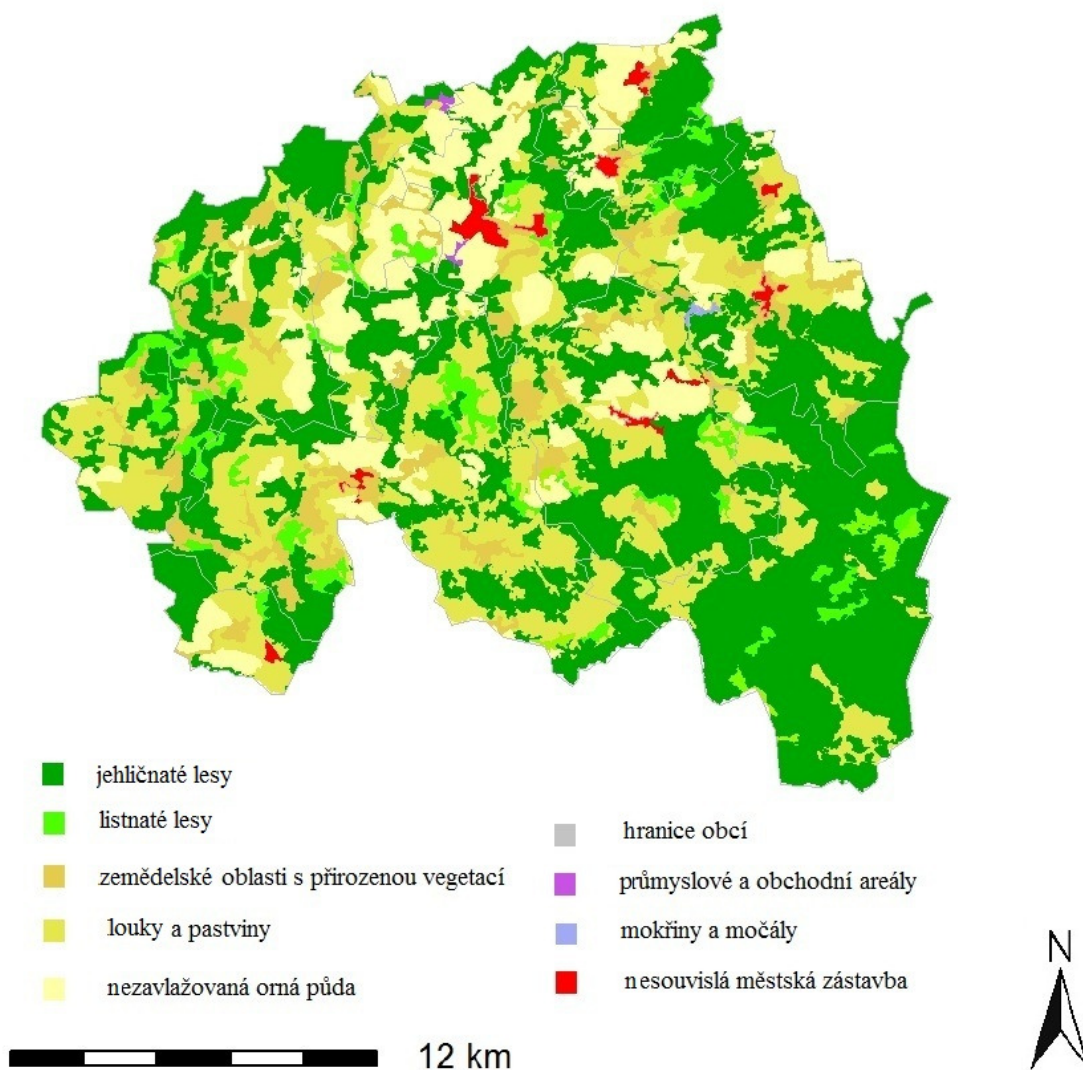 jehličnaté lesy
listnaté lesy
zemědelské oblasti s přirozenou vegetací
louky a pastviny
nezavlažovaná orná půda
hranice obcí
průmyslové a obchodní areály
mokřiny a močály
nesouvislá městská zástavba
12 km
N